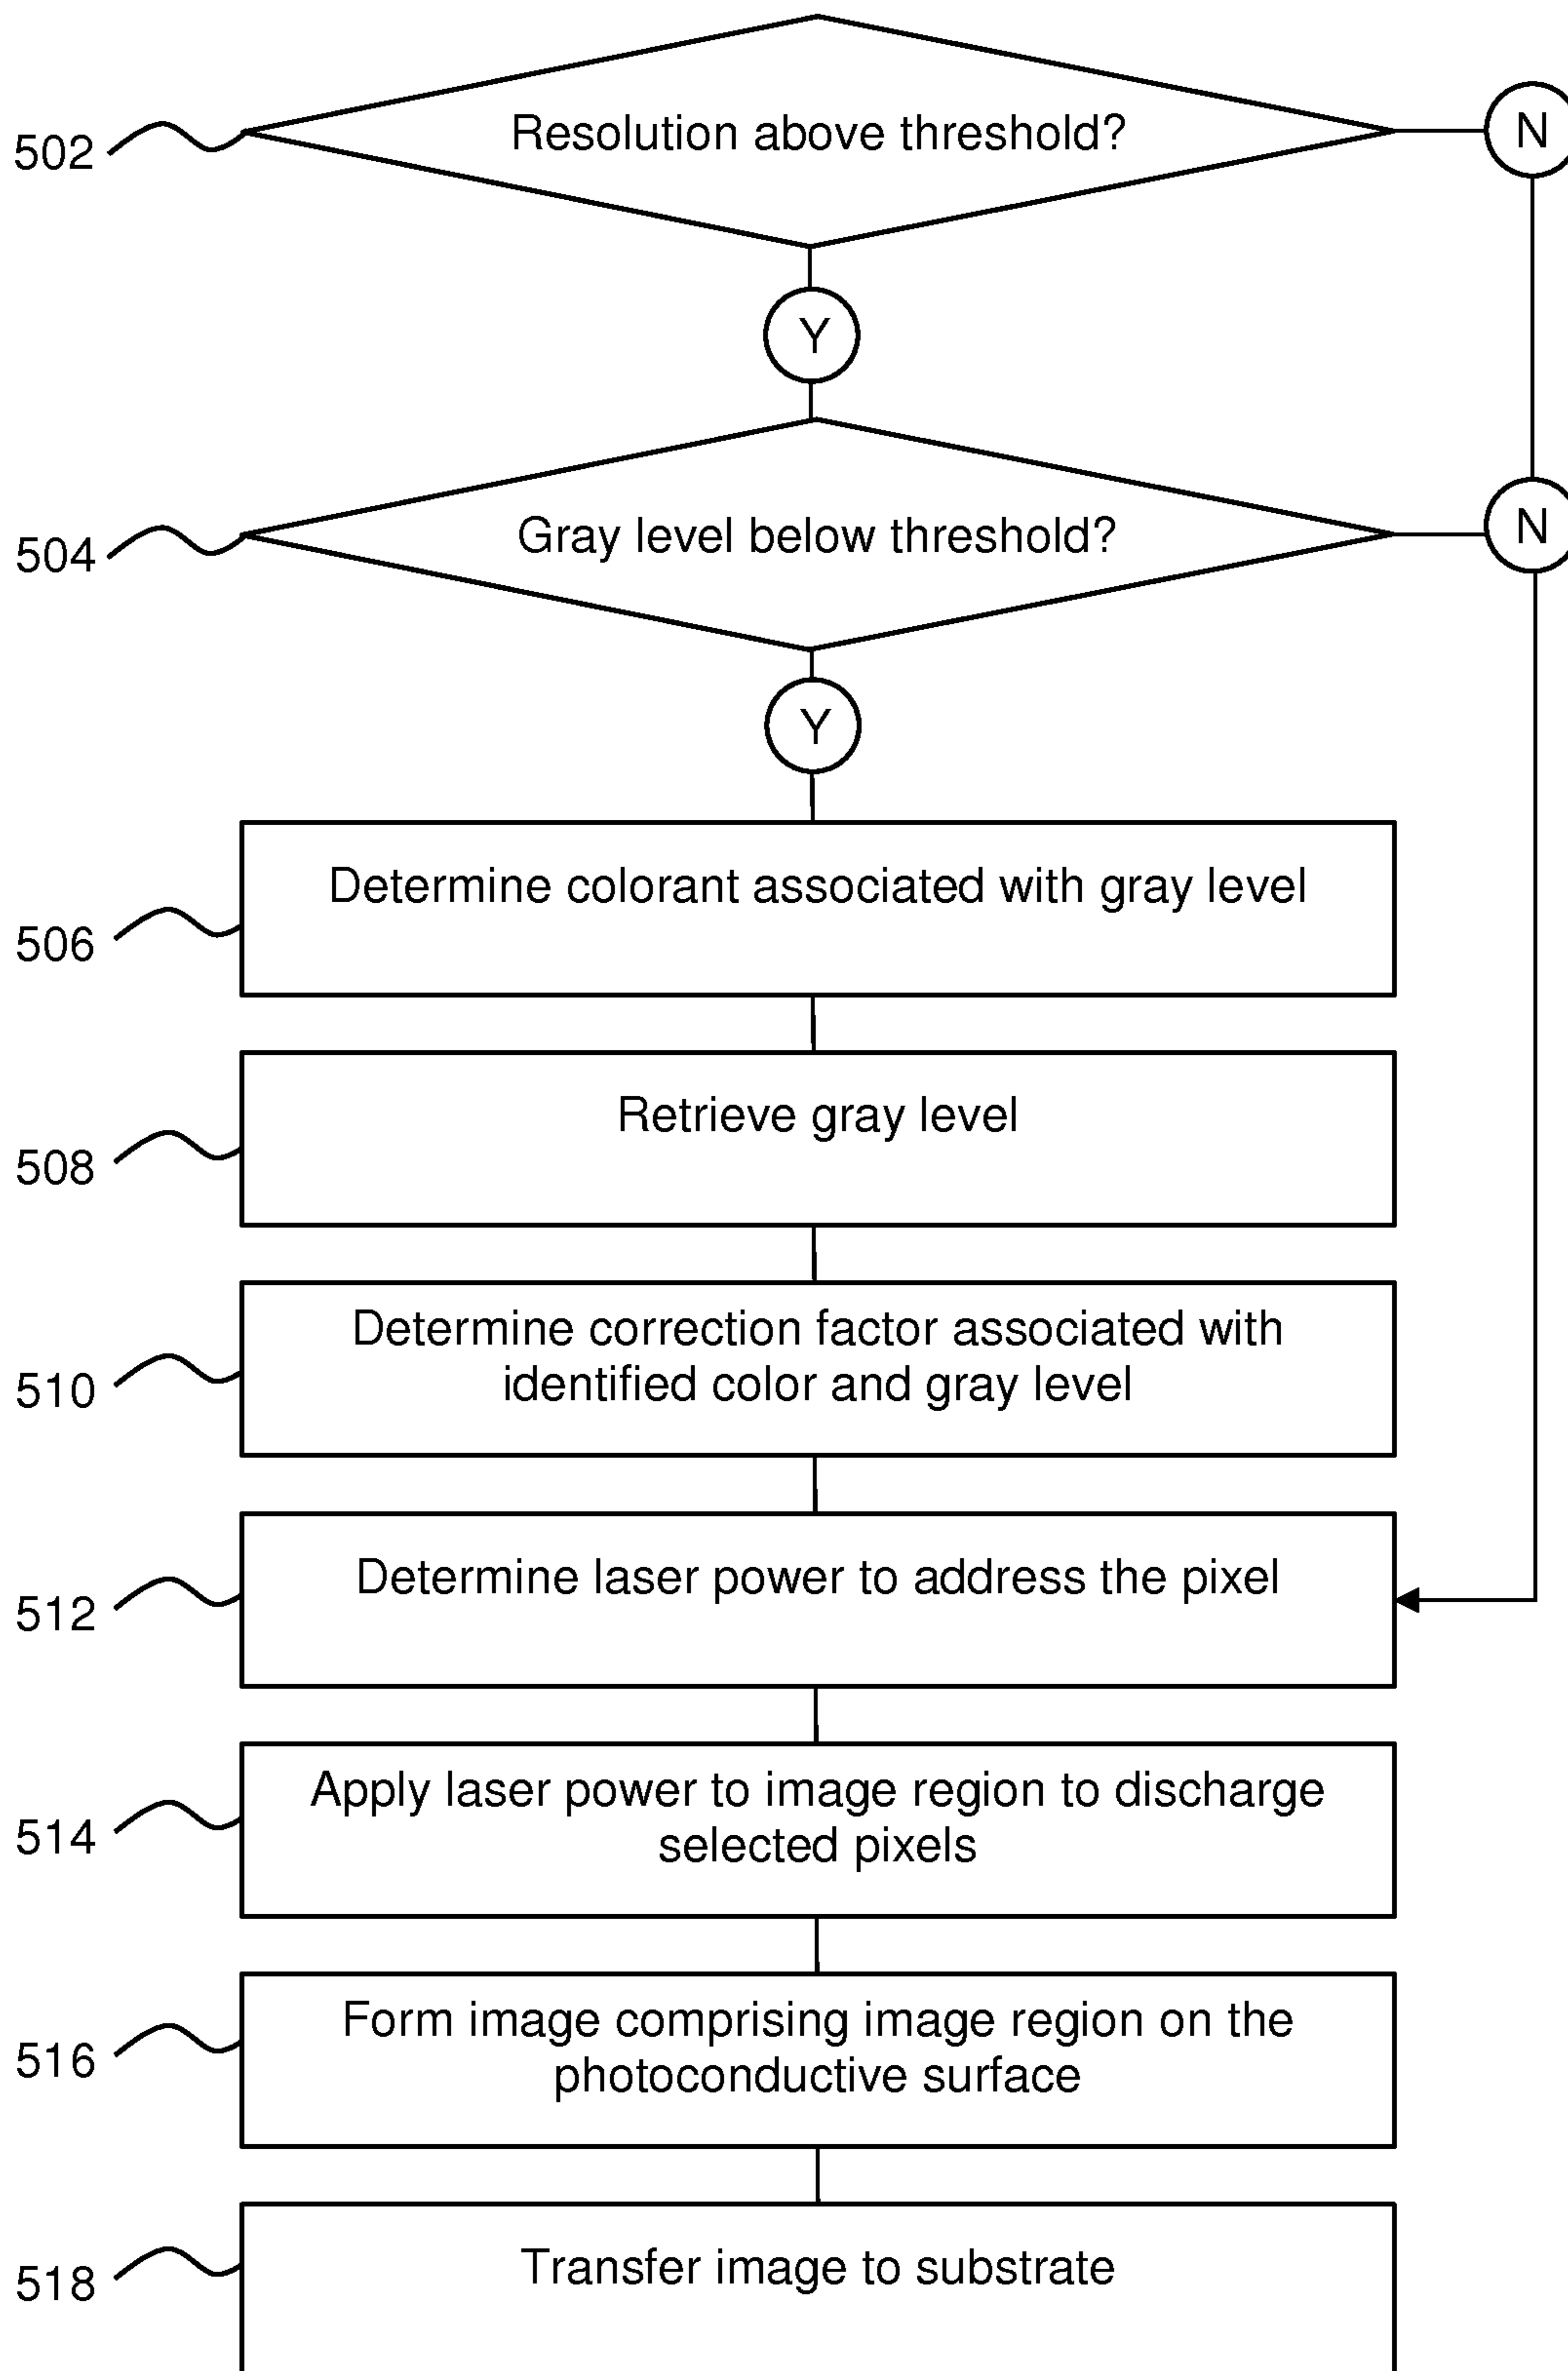 Resolution above threshold?
N
502
Y
Gray level below threshold?
N
504
Y
Determine colorant associated with gray level
506
Retrieve gray level
508
Determine correction factor associated with
identified color and gray level
510
Determine laser power to address the pixel
512
Apply laser power to image region to discharge
selected pixels
514
Form image comprising image region on the
photoconductive surface
516
Transfer image to substrate
518